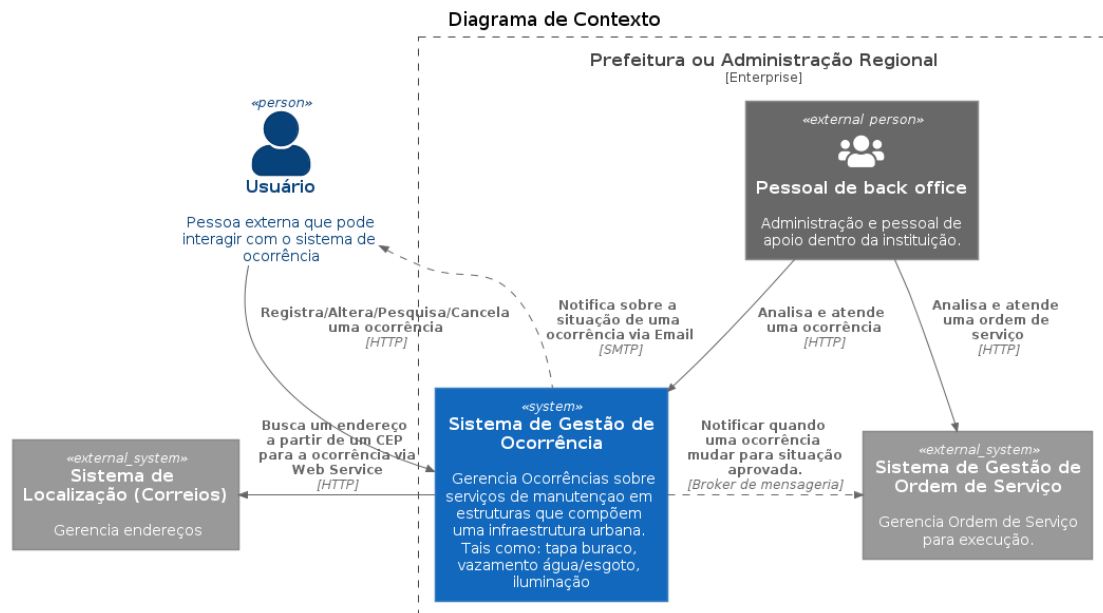 Diagrama de Contexto
Prefeitura ou Administração Regional
[Enterprise]
«person»
Usuário
Pessoa externa que pode
interagir com o sistema de
ocorrência
«external_person»
Pessoal de back office
Administração e pessoal de
apoio dentro da instituição.
Registra/Altera/Pesquisa/Cancela
uma ocorrência
[HTTP]
Notifica sobre a
situação de uma
ocorrência via Email
[SMTP]
Analisa e atende
uma ocorrência
[HTTP]
Analisa e atende
uma ordem de
serviço
[HTTP]
«external_system»
Sistema de
Localização (Correios)
Gerencia endereços
Busca um endereço
a partir de um CEP
para a ocorrência via
Web Service
[HTTP]
«system»
Sistema de Gestão de
Ocorrência
Gerencia Ocorrências sobre
serviços de manutençao em
estruturas que compõem
uma infraestrutura urbana.
Tais como: tapa buraco,
vazamento água/esgoto,
iluminação
Notificar quando
uma ocorrência
mudar para situação
aprovada.
[Broker de mensageria]
«external_system»
Sistema de Gestão de
Ordem de Serviço
Gerencia Ordem de Serviço
para execução.